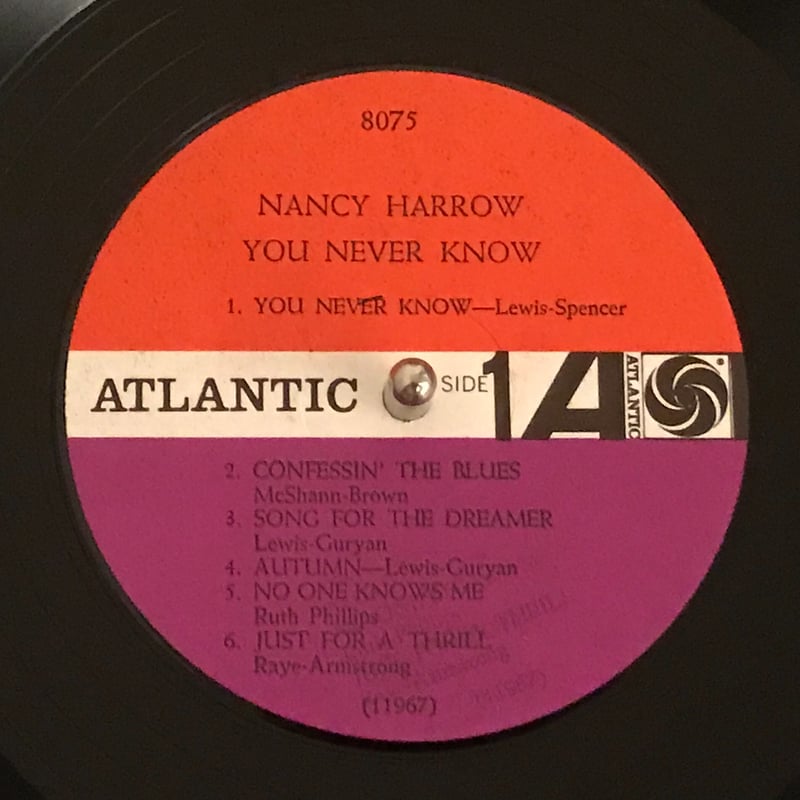 8075
NANCY HARROW
YOU NEVER KNOW
1. YOU NEVER KNOW—Lewis-Spencer
ATLANTIC SIDE 1 A ATLANTIC
2. CONFESSIN' THE BLUES
McShann-Brown
3. SONG FOR THE DREAMER
Lewis-Guryan
4. AUTUMN—Lewis-Guryan
5. NO ONE KNOWS ME
Ruth Phillips
6. JUST FOR A THRILL
Raye-Armstrong
(11967)